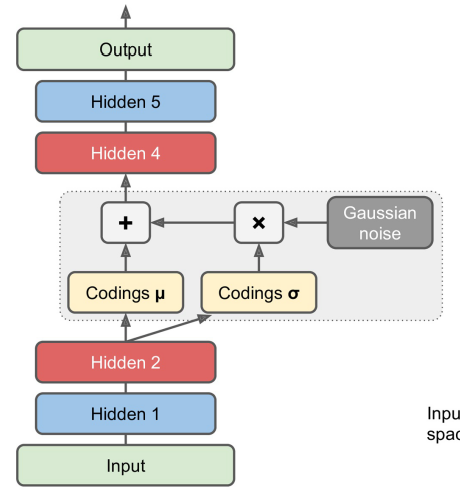 Output
Hidden 5
Hidden 4
+
×
Gaussian
noise
Codings μ
Codings σ
Hidden 2
Hidden 1
Input